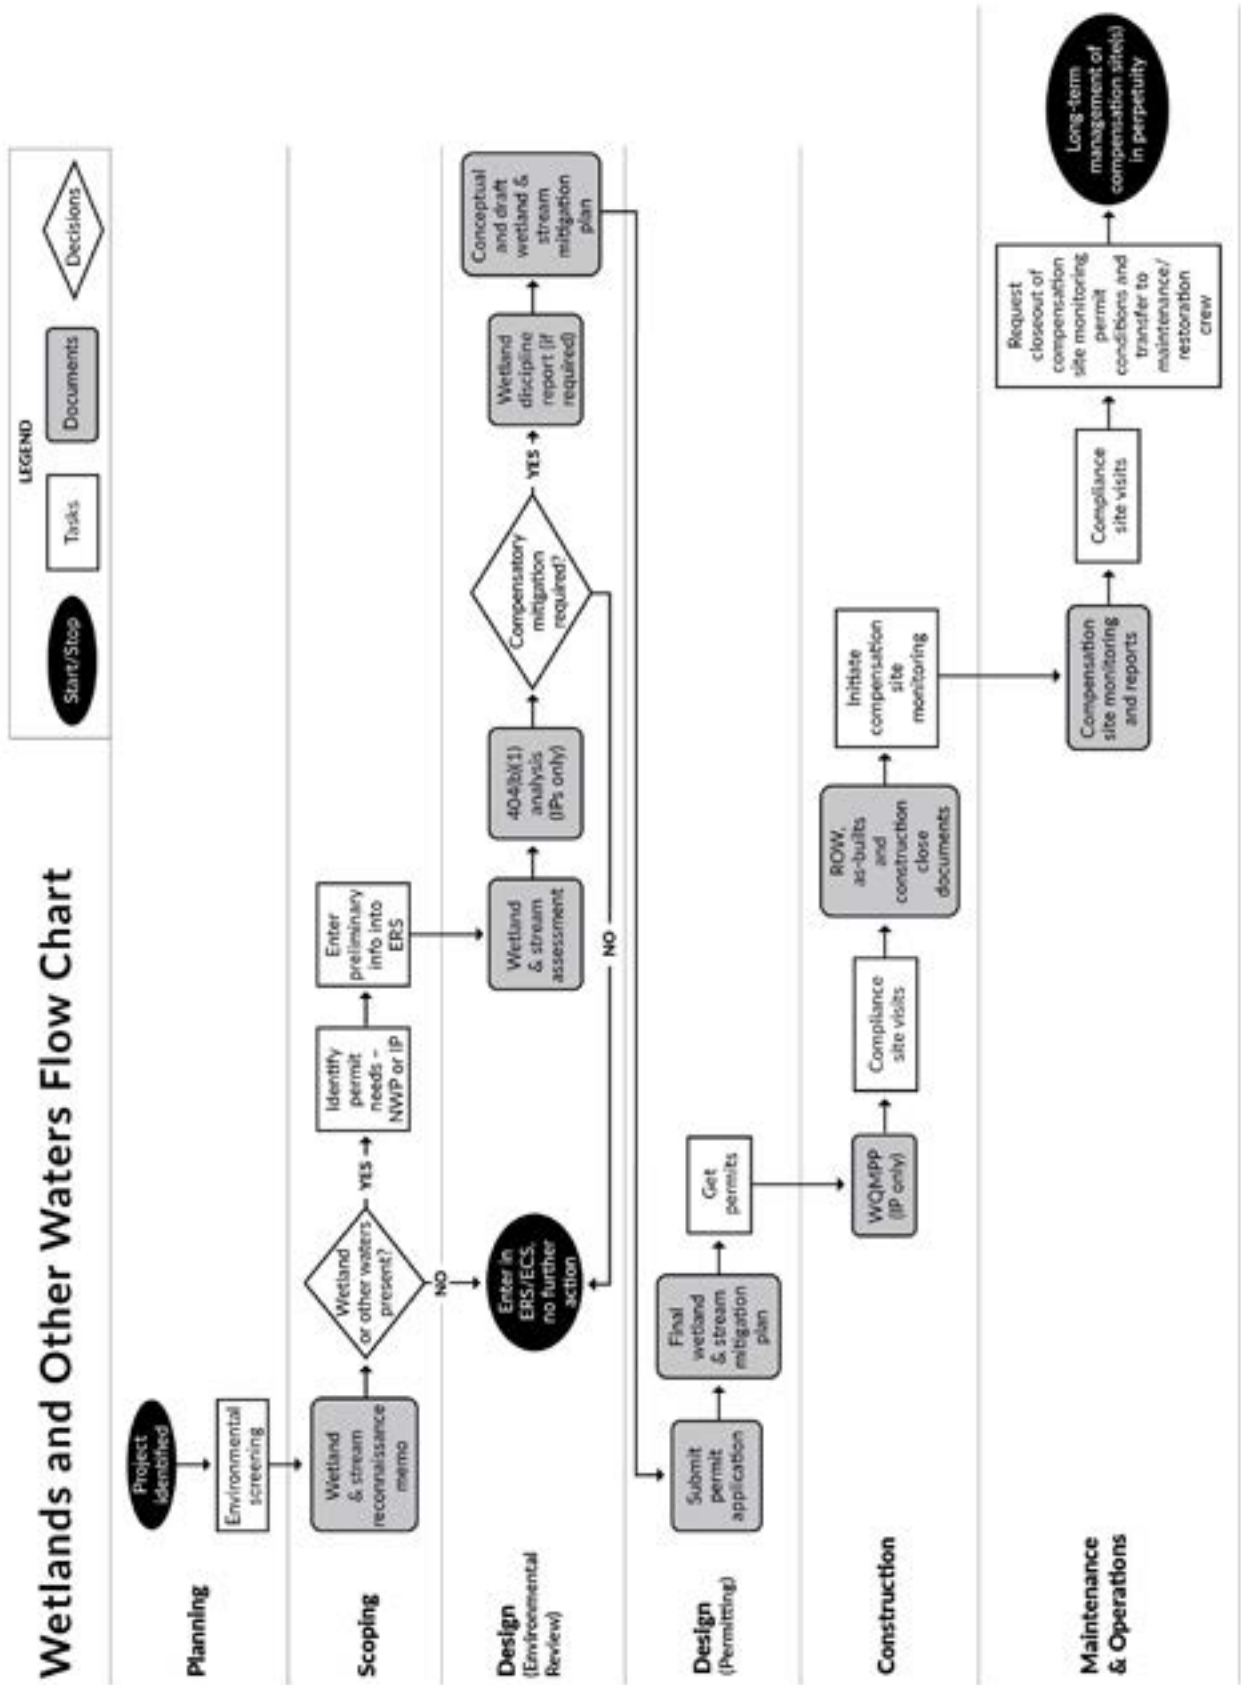 Wetlands and Other Waters Flow Chart
LEGEND
Start/Stop
Tasks
Documents
Decisions
Planning
Project
identified
Environmental
screening
Scoping
Wetland
& stream
reconnaissance
memo
Wetland
or other waters
present?
YES
NO
Identify
permit
needs –
NWP or IP
Enter
preliminary
info into
ERS
Design
(Environmental
Review)
Enter in
ERS/ECS,
no further
action
Wetland
& stream
assessment
404(b)(1)
analysis
(IPs only)
Compensatory
mitigation
required?
YES
NO
Wetland
discipline
report (if
required)
Conceptual
and draft
wetland &
stream
mitigation
plan
Design
(Permitting)
Submit
permit
application
Final
wetland
& stream
mitigation
plan
Get
permits
Construction
WQMPP
(IP only)
Compliance
site visits
ROW,
as-builts
and
construction
close
documents
Initiate
compensation
site
monitoring
Maintenance
& Operations
Compensation
site monitoring
and reports
Compliance
site visits
Request
closeout of
compensation
site monitoring
permit
conditions and
transfer to
maintenance/
restoration
crew
Long-term
management of
compensation site(s)
in perpetuity